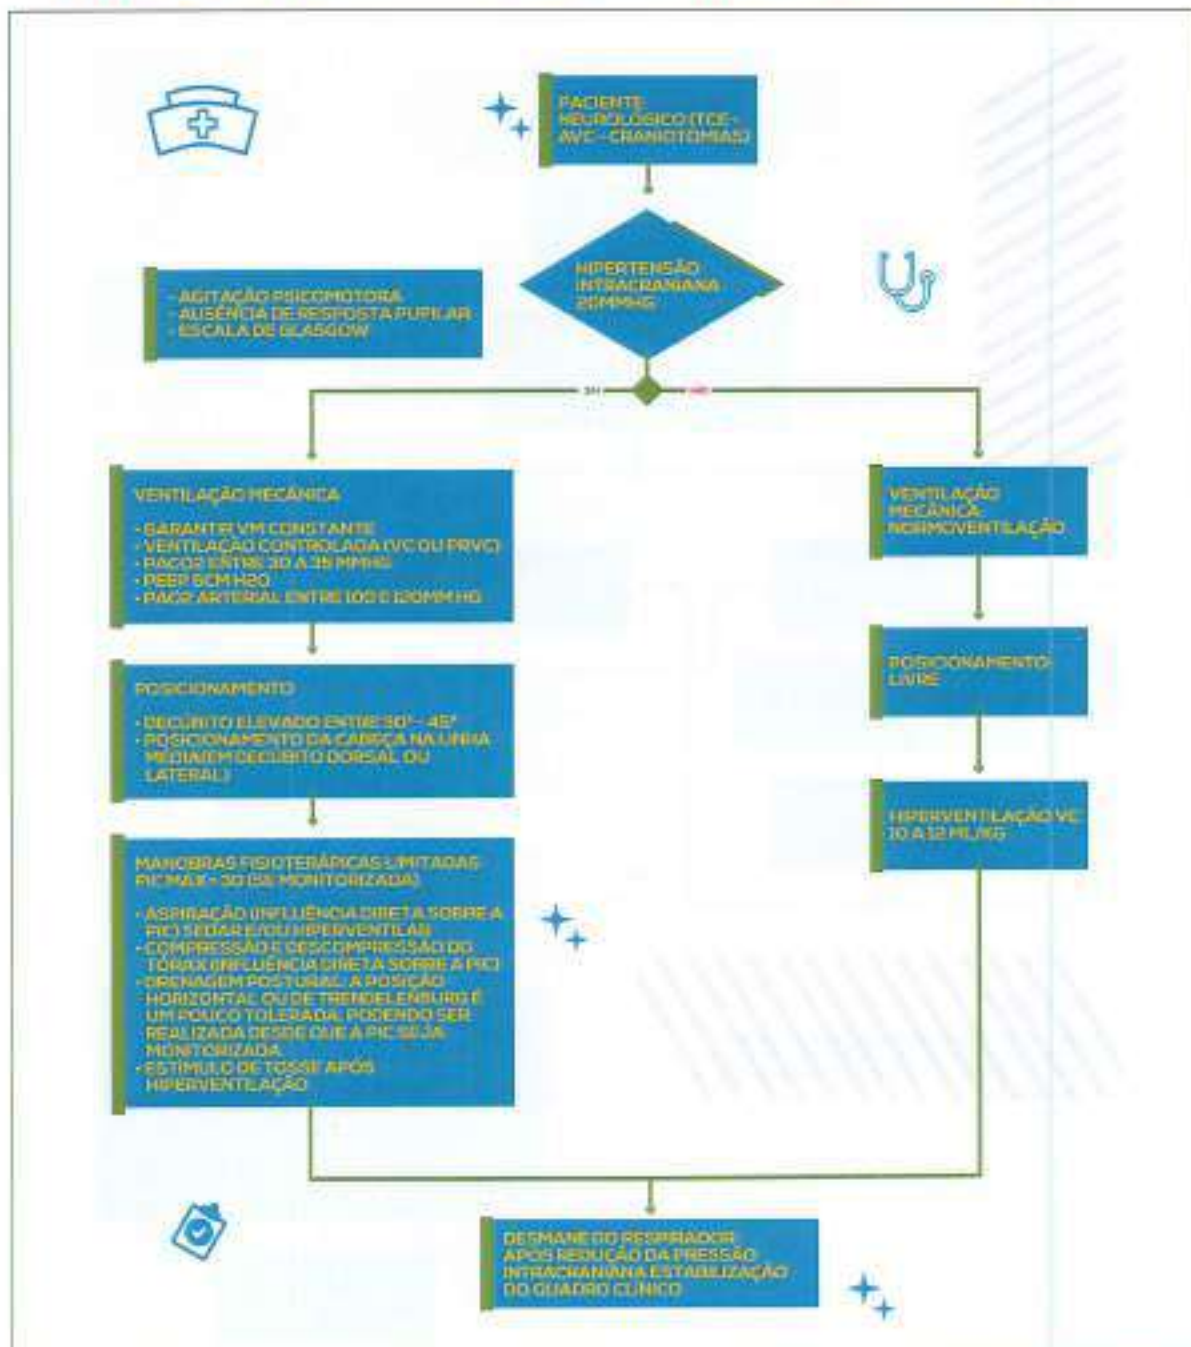 PACIENTE
NEUROLÓGICO (TCE -
AVC - CRANIOTOMIAS)
HIPERTENSÃO
INTRACRANIANA
20MMHG
- AGITAÇÃO PSICOMOTORA
- AUSÊNCIA DE RESPOSTA PUPILAR
- ESCALA DE GLASGOW
VENTILAÇÃO MECÂNICA
• GARANTIR VM CONSTANTE
• VENTILAÇÃO CONTROLADA (VC OU PRVC)
• PACO2 ENTRE 30 A 35 MMHG
• PEEP 5CM H2O
• PAO2 ARTERIAL ENTRE 100 E 120MM HG
VENTILAÇÃO
MECÂNICA:
NORMOVENTILAÇÃO
POSICIONAMENTO
• DECÚBITO ELEVADO ENTRE 30° - 45°
• POSICIONAMENTO DA CABEÇA NA LINHA
MEDIA(EM DECÚBITO DORSAL OU
LATERAL)
POSICIONAMENTO:
LIVRE
MANOBRAS FISIOTERÁPICAS LIMITADAS:
PIC MAX= 30 (SE MONITORIZADA)
• ASPIRAÇÃO (INFLUÊNCIA DIRETA SOBRE A
PIC) SEDAR E/OU HIPERVENTILAR
• COMPRESSÃO E DESCOMPRESSÃO DO
TÓRAX (INFLUÊNCIA DIRETA SOBRE A PIC)
• DRENAGEM POSTURAL: A POSIÇÃO
HORIZONTAL OU DE TRENDELENBURG É
UM POUCO TOLERADA, PODENDO SER
REALIZADA DESDE QUE A PIC SEJA
MONITORIZADA
• ESTÍMULO DE TOSSE APÓS
HIPERVENTILAÇÃO
HIPERVENTILAÇÃO VC
10 A 12 ML/KG
DESMANE DO RESPIRADOR:
APÓS REDUÇÃO DA PRESSÃO
INTRACRANIANA ESTABILIZAÇÃO
DO QUADRO CLÍNICO